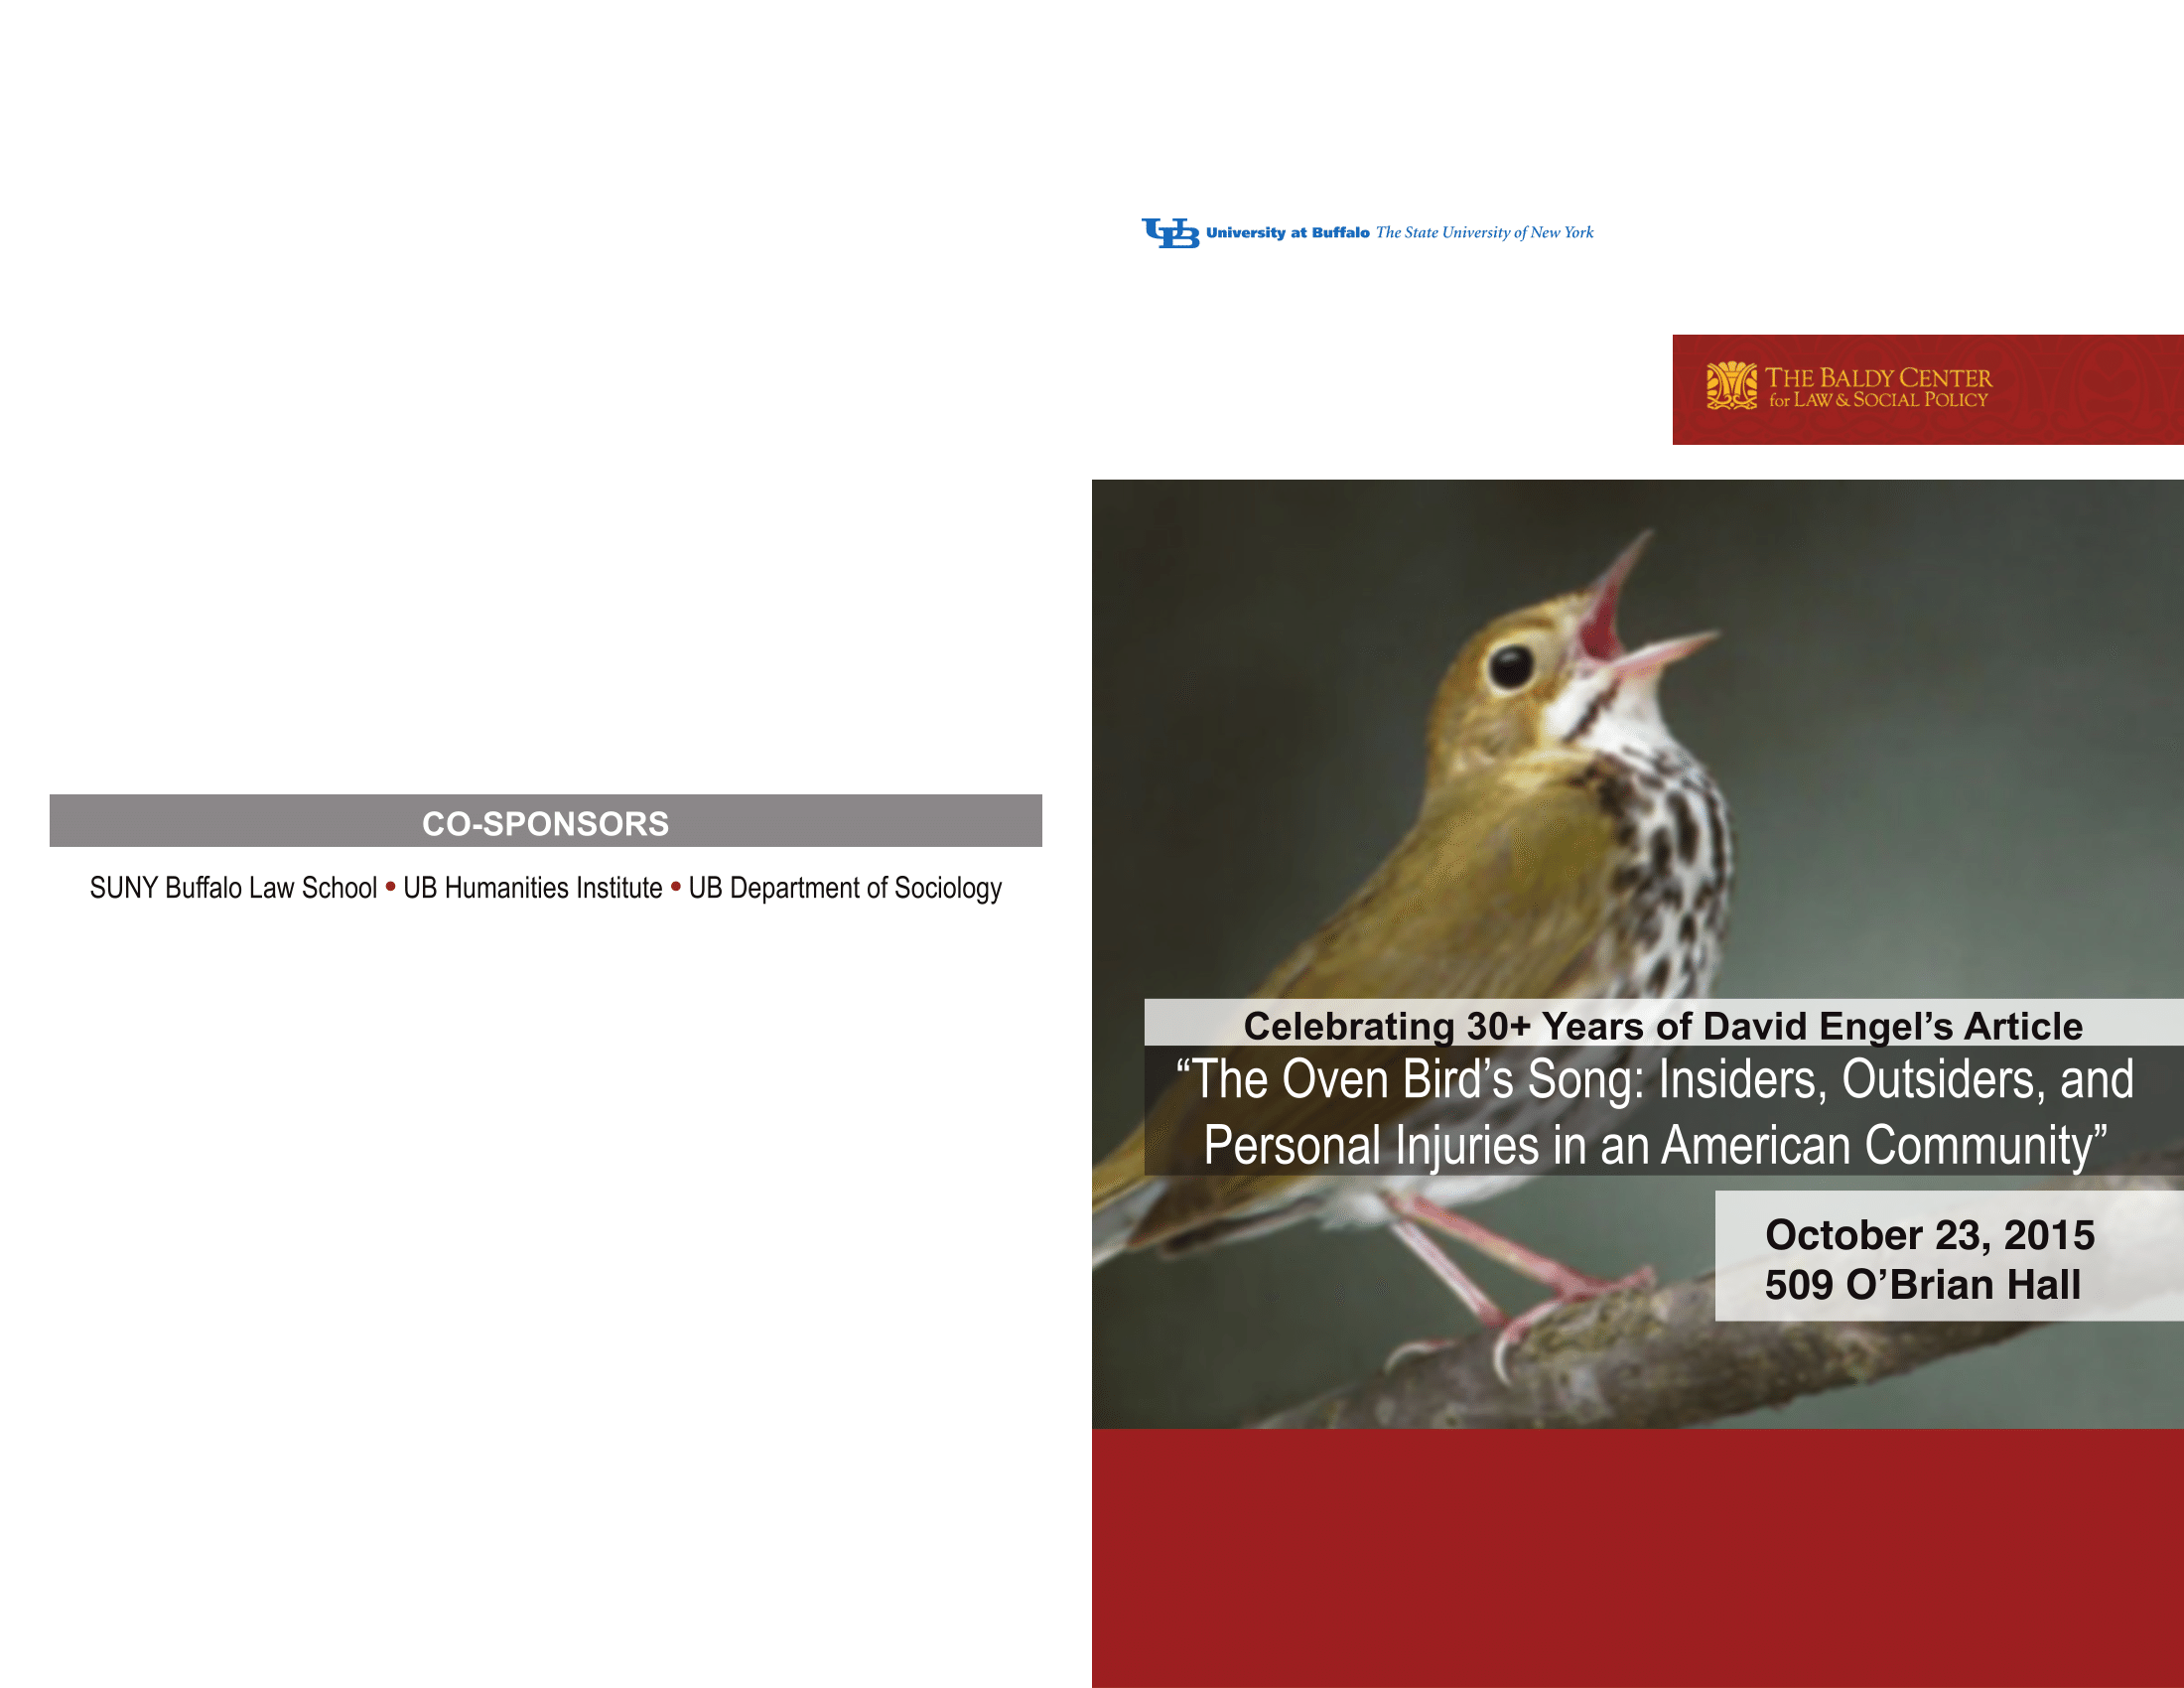 CO-SPONSORS
SUNY Buffalo Law School • UB Humanities Institute • UB Department of Sociology
UB University at Buffalo The State University of New York
THE BALDY CENTER
for LAW & SOCIAL POLICY
Celebrating 30+ Years of David Engel’s Article
“The Oven Bird’s Song: Insiders, Outsiders, and
Personal Injuries in an American Community”
October 23, 2015
509 O’Brian Hall